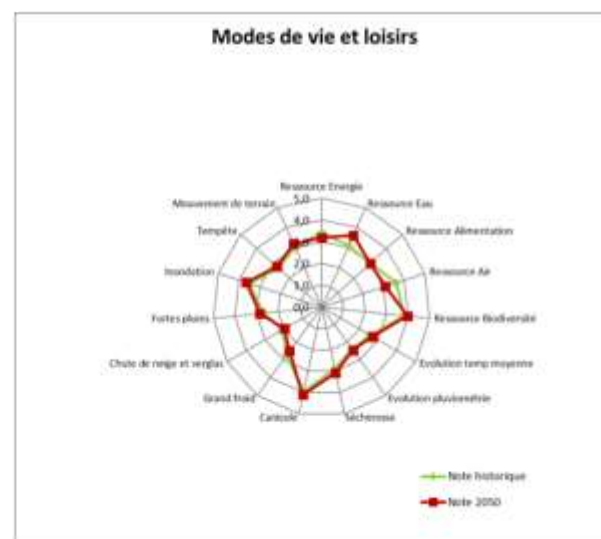 Modes de vie et loisirs
Ressource Energie
Mouvement de terrain
5,0
Ressource Eau
4,0
Tempête
Ressource Alimentation
3,0
Inondation
2,0
Ressource Air
1,0
Fortes pluies
0,0
Ressource Biodiversité
Chute de neige et verglas
Evolution temp moyenne
Grand froid
Evolution pluviométrie
Canicule
Sécheresse
Note historique
Note 2050